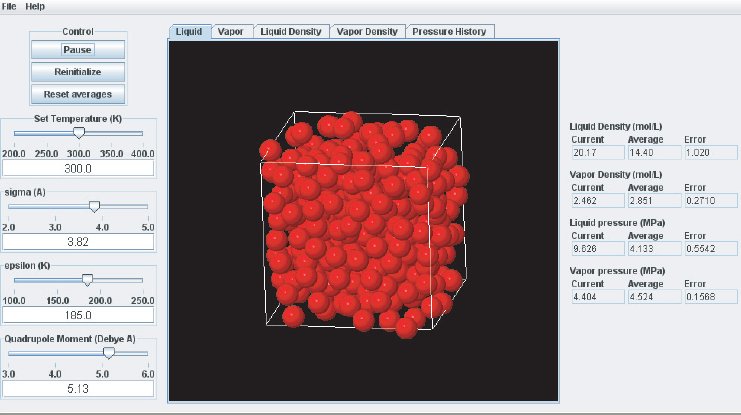 File Help
Control
Pause
Reinitialize
Reset averages
Set Temperature (K)
200.0 250.0 300.0 350.0 400.0
300.0
sigma (A)
2.0 3.0 4.0 5.0
3.82
epsilon (K)
100.0 150.0 200.0 250.0
185.0
Quadrupole Moment (Debye A)
3.0 4.0 5.0 6.0
5.13
Liquid Vapor Liquid Density Vapor Density Pressure History
Liquid Density (mol/L)
Current Average Error
20.17 14.40 1.020
Vapor Density (mol/L)
Current Average Error
2.462 2.851 0.2710
Liquid pressure (MPa)
Current Average Error
9.626 4.133 0.5542
Vapor pressure (MPa)
Current Average Error
4.404 4.524 0.1568